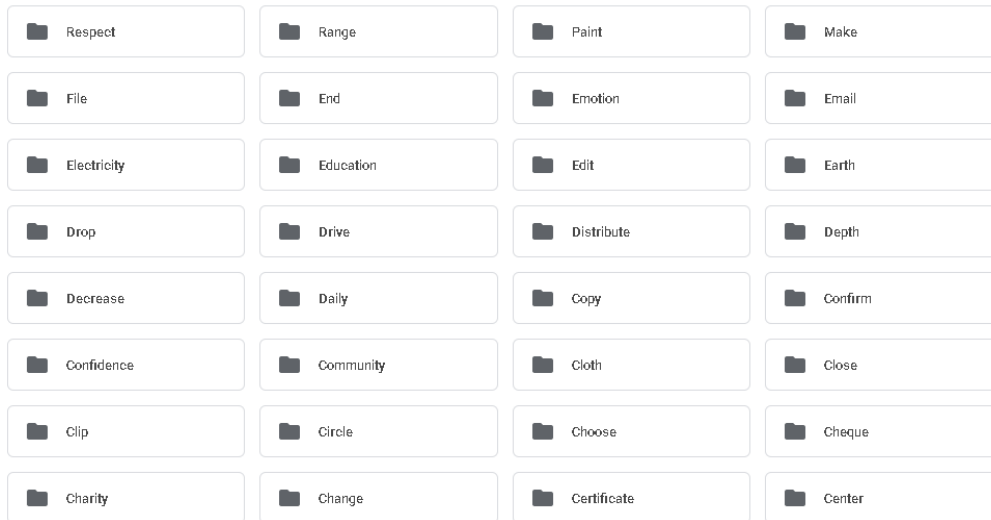 Respect Range Paint Make
File End Emotion Email
Electricity Education Edit Earth
Drop Drive Distribute Depth
Decrease Daily Copy Confirm
Confidence Community Cloth Close
Clip Circle Choose Cheque
Charity Change Certificate Center